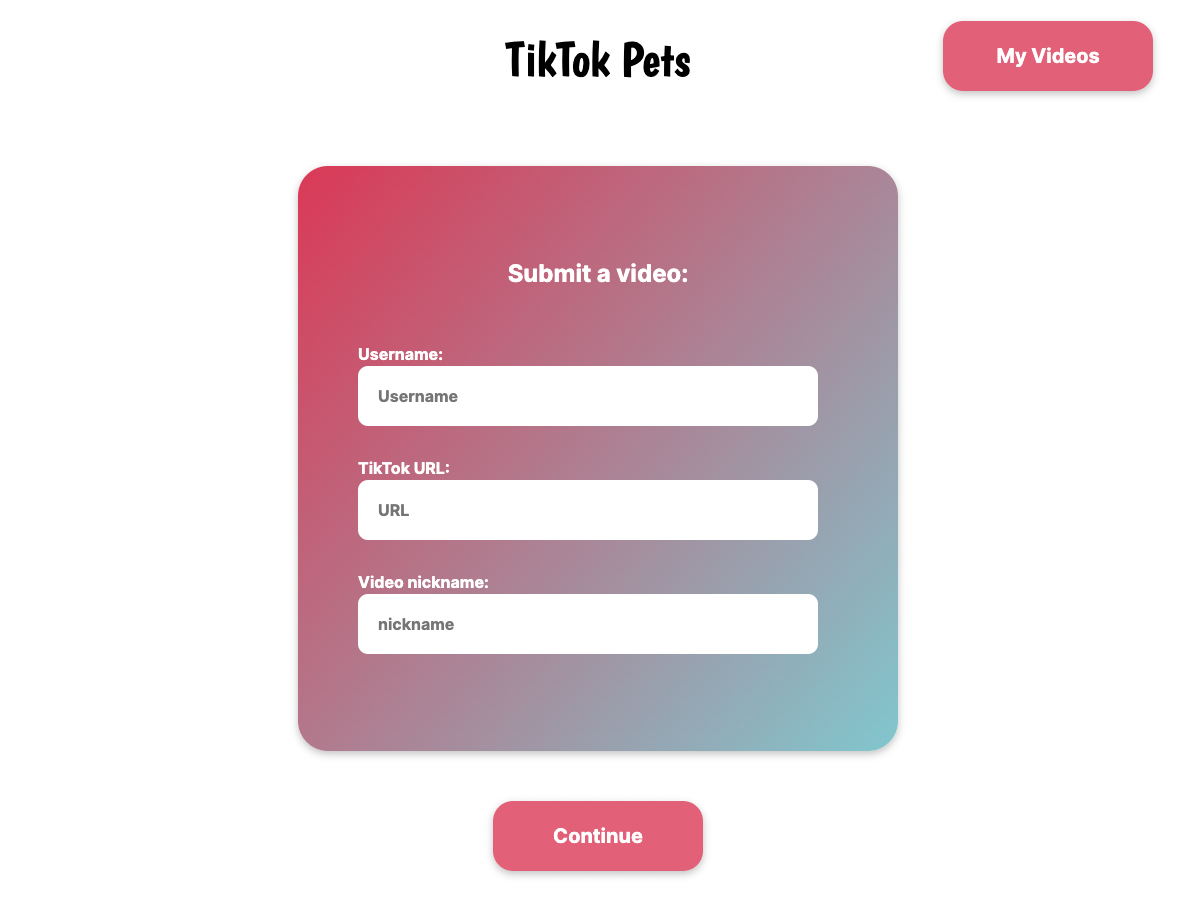 TikTok Pets
My Videos
Submit a video:
Username:
Username
TikTok URL:
URL
Video nickname:
nickname
Continue